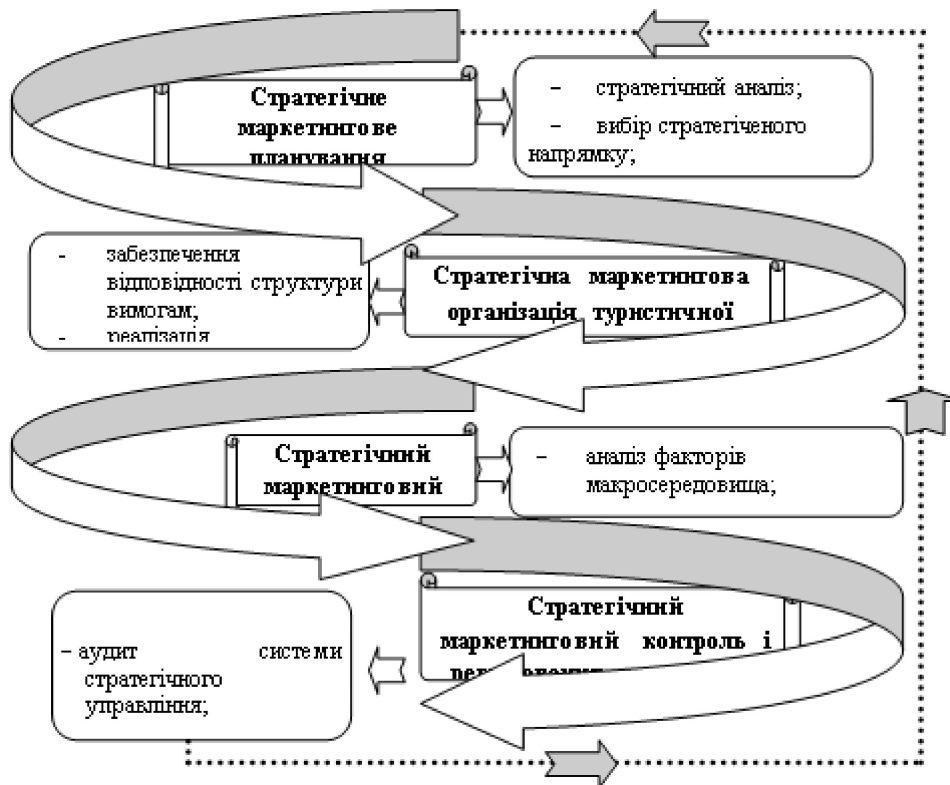 Стратегічне
маркетингове
планування
– стратегічний аналіз;
– вибір стратегіченого
напрямку;
- забезпечення
відповідності структури
вимогам;
- реалізація
Стратегічна маркетингова
організація туристичної
Стратегічний
маркетинговий
– аналіз факторів
макросередовища;
Стратегічний
маркетинговий контроль і
– аудит системи
стратегічного
управління;